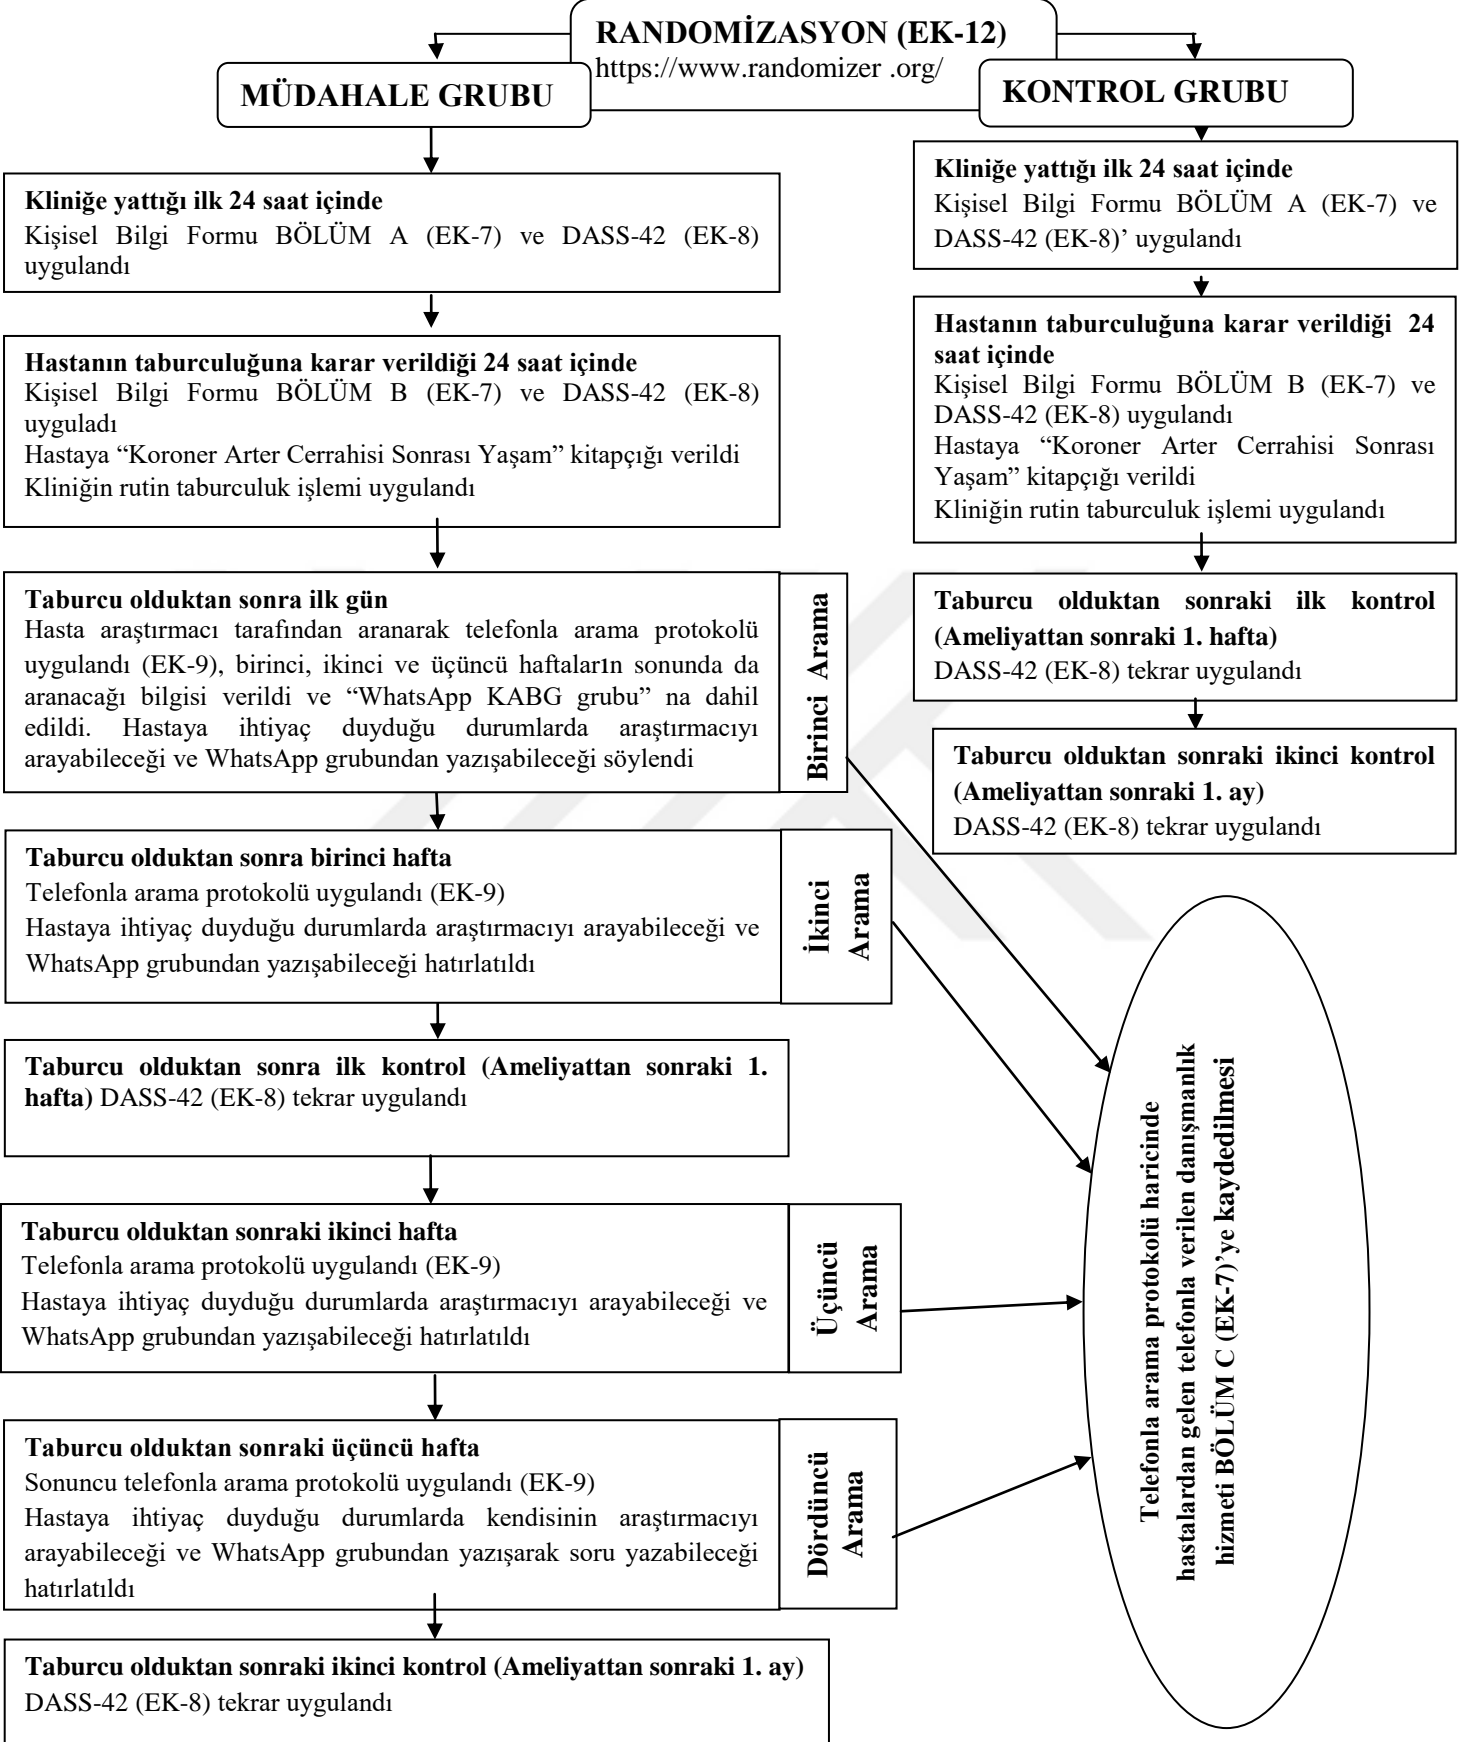 RANDOMİZASYON (EK-12)
https://www.randomizer .org/
MÜDAHALE GRUBU
Kliniğe yattığı ilk 24 saat içinde
Kişisel Bilgi Formu BÖLÜM A (EK-7) ve DASS-42 (EK-8)
uygulandı
Hastanın taburculuğuna karar verildiği 24 saat içinde
Kişisel Bilgi Formu BÖLÜM B (EK-7) ve DASS-42 (EK-8)
uyguladı
Hastaya “Koroner Arter Cerrahisi Sonrası Yaşam” kitapçığı verildi
Kliniğin rutin taburculuk işlemi uygulandı
Taburcu olduktan sonra ilk gün
Hasta araştırmacı tarafından aranarak telefonla arama protokolü
uygulandı (EK-9), birinci, ikinci ve üçüncü haftaların sonunda da
aranacağı bilgisi verildi ve “WhatsApp KABG grubu” na dahil
edildi. Hastaya ihtiyaç duyduğu durumlarda araştırmacıyı
arayabileceği ve WhatsApp grubundan yazışabileceği söylendi
Birinci Arama
Taburcu olduktan sonra birinci hafta
Telefonla arama protokolü uygulandı (EK-9)
Hastaya ihtiyaç duyduğu durumlarda araştırmacıyı arayabileceği ve
WhatsApp grubundan yazışabileceği hatırlatıldı
İkinci
Arama
Taburcu olduktan sonra ilk kontrol (Ameliyattan sonraki 1.
hafta) DASS-42 (EK-8) tekrar uygulandı
Taburcu olduktan sonraki ikinci hafta
Telefonla arama protokolü uygulandı (EK-9)
Hastaya ihtiyaç duyduğu durumlarda araştırmacıyı arayabileceği ve
WhatsApp grubundan yazışabileceği hatırlatıldı
Üçüncü
Arama
Taburcu olduktan sonraki üçüncü hafta
Sonuncu telefonla arama protokolü uygulandı (EK-9)
Hastaya ihtiyaç duyduğu durumlarda kendisinin araştırmacıyı
arayabileceği ve WhatsApp grubundan yazışarak soru yazabileceği
hatırlatıldı
Dördüncü
Arama
Taburcu olduktan sonraki ikinci kontrol (Ameliyattan sonraki 1. ay)
DASS-42 (EK-8) tekrar uygulandı
KONTROL GRUBU
Kliniğe yattığı ilk 24 saat içinde
Kişisel Bilgi Formu BÖLÜM A (EK-7) ve
DASS-42 (EK-8)’ uygulandı
Hastanın taburculuğuna karar verildiği 24
saat içinde
Kişisel Bilgi Formu BÖLÜM B (EK-7) ve
DASS-42 (EK-8) uygulandı
Hastaya “Koroner Arter Cerrahisi Sonrası
Yaşam” kitapçığı verildi
Kliniğin rutin taburculuk işlemi uygulandı
Taburcu olduktan sonraki ilk kontrol
(Ameliyattan sonraki 1. hafta)
DASS-42 (EK-8) tekrar uygulandı
Taburcu olduktan sonraki ikinci kontrol
(Ameliyattan sonraki 1. ay)
DASS-42 (EK-8) tekrar uygulandı
Telefonla arama protokolü haricinde
hastalardan gelen telefonla verilen danışmanlık
hizmeti BÖLÜM C (EK-7)’ye kaydedilmesi